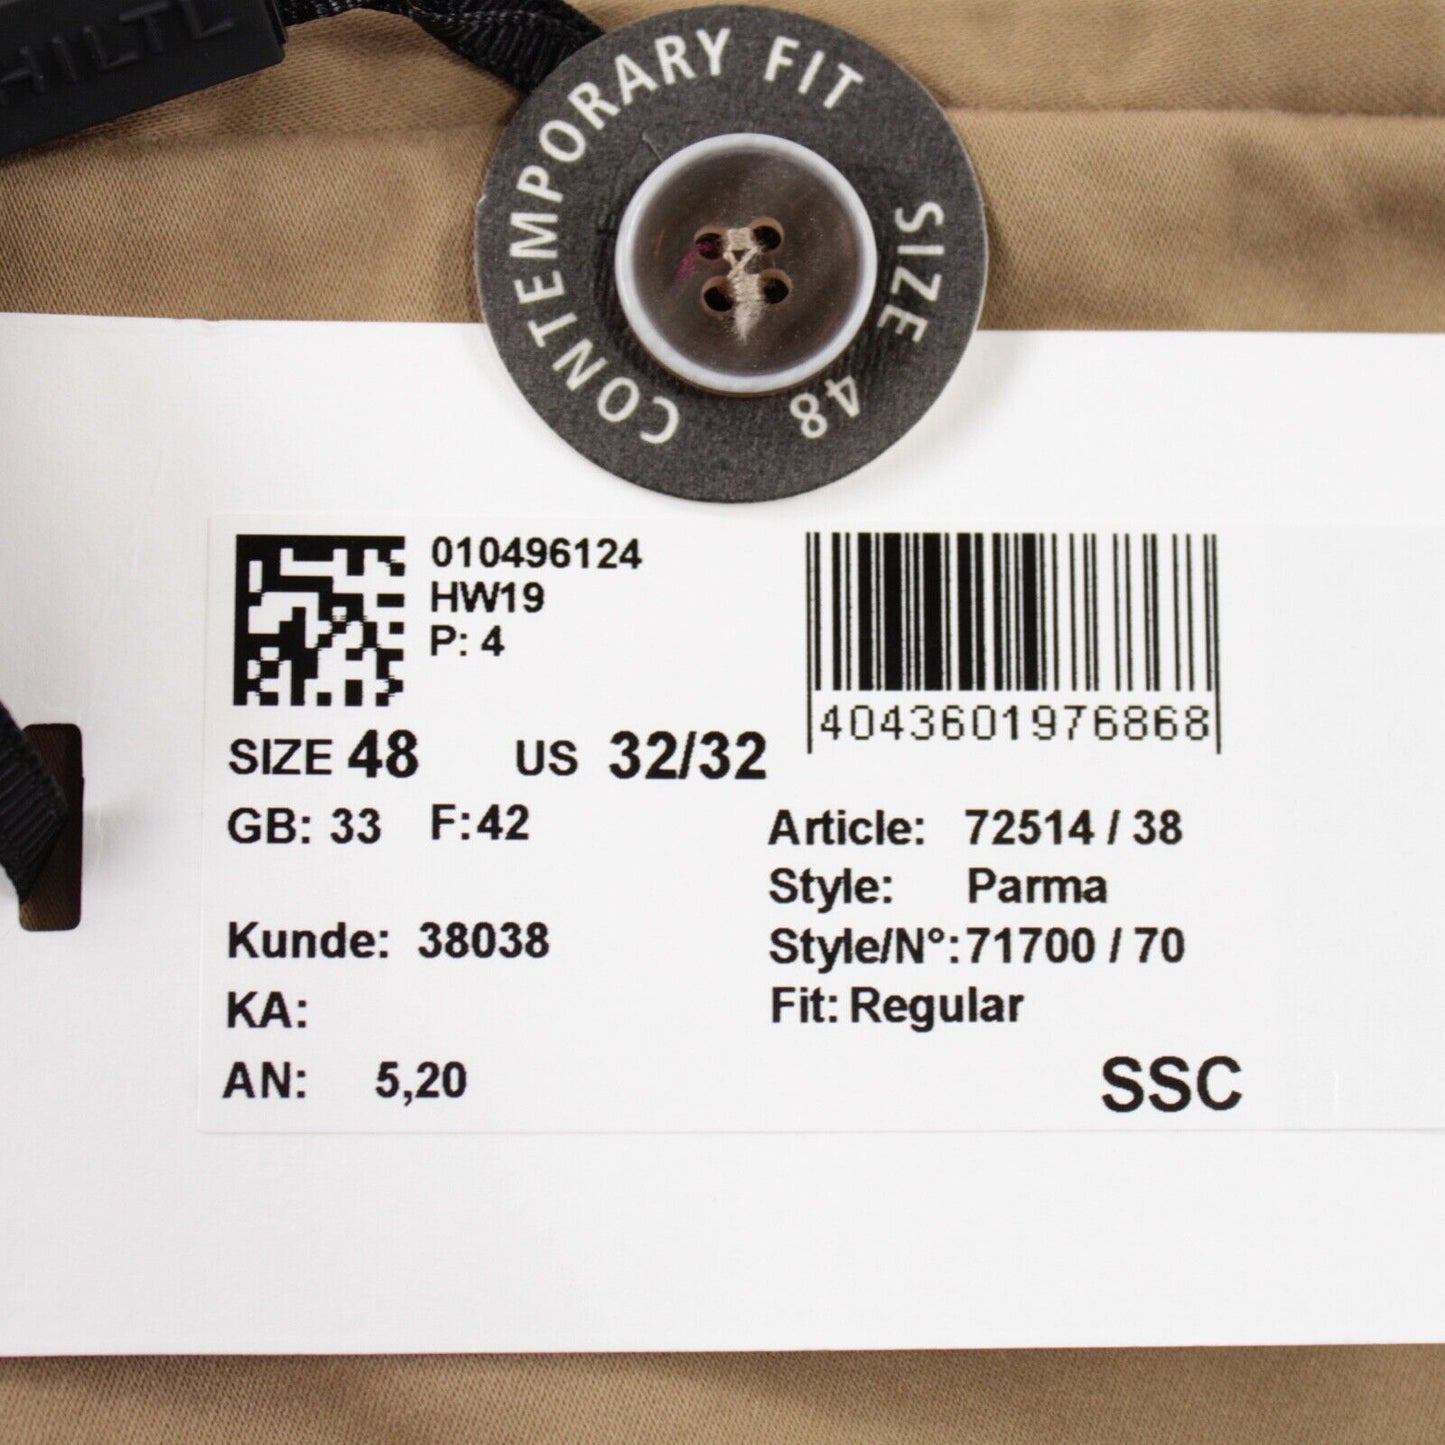 HILTL
CONTEMPORARY FIT
SIZE 48
010496124
HW19
P: 4
4043601976868
SIZE 48 US 32/32
GB: 33 F:42
Article: 72514 / 38
Style: Parma
Kunde: 38038
Style/N°:71700 / 70
KA:
Fit: Regular
AN: 5,20
SSC